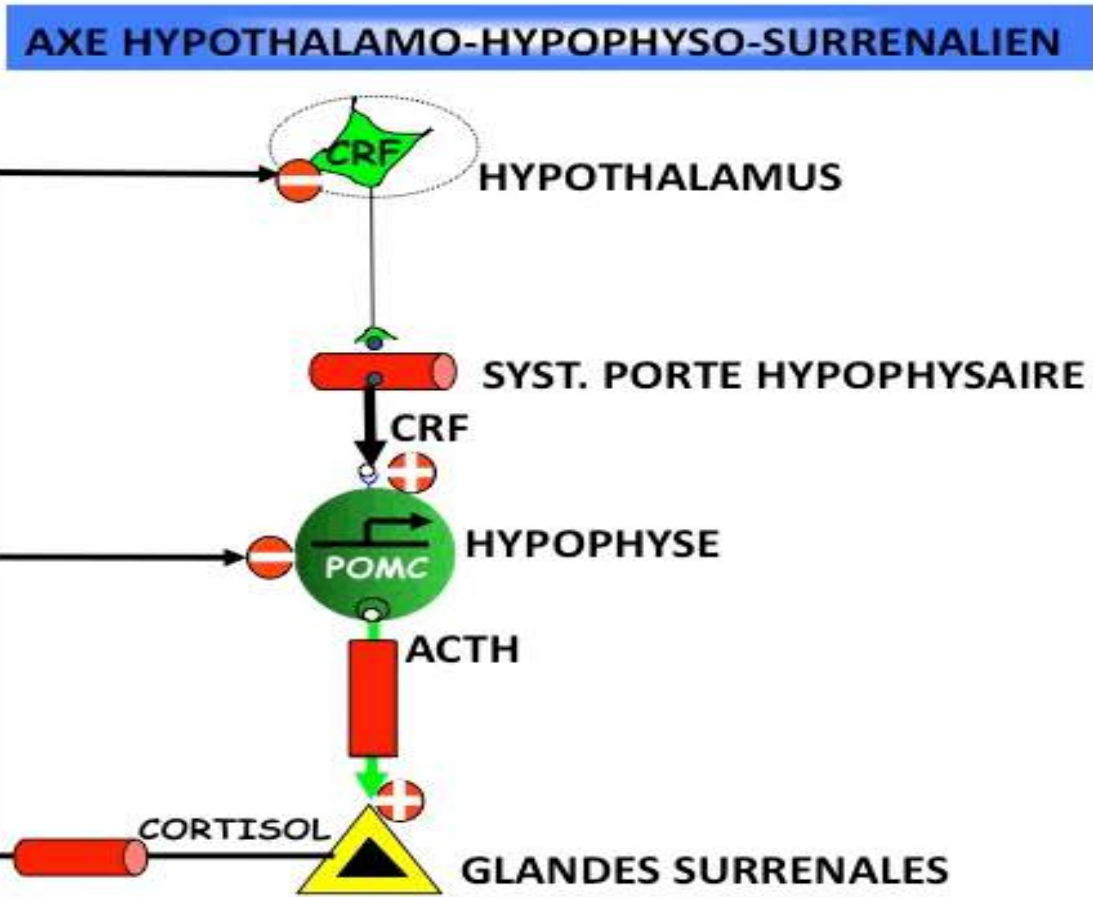 AXE HYPOTHALAMO-HYPOPHYSO-SURRENALIEN
CRF
HYPOTHALAMUS
SYST. PORTE HYPOPHYSAIRE
CRF
HYPOPHYSE
POMC
ACTH
CORTISOL
GLANDES SURRENALES